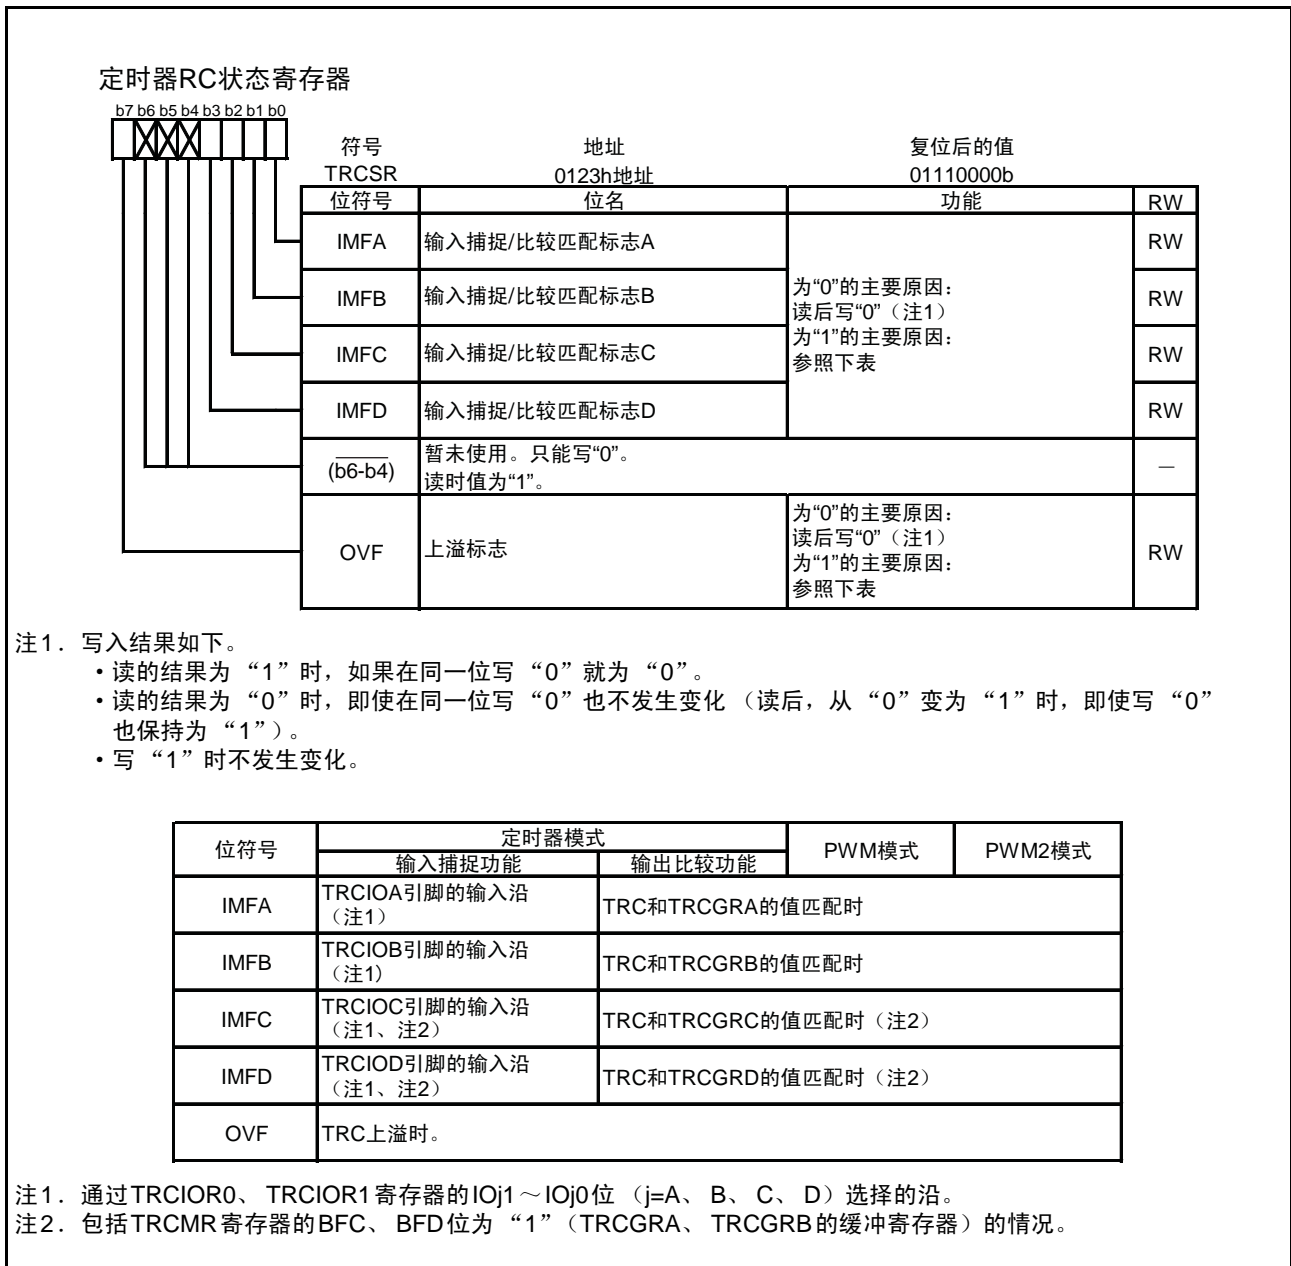 定时器RC状态寄存器
b7 b6 b5 b4 b3 b2 b1 b0
符号 地址 复位后的值
TRCSR 0123h地址 01110000b
位符号 位名 功能 RW
IMFA 输入捕捉/比较匹配标志A RW
IMFB 输入捕捉/比较匹配标志B RW
IMFC 输入捕捉/比较匹配标志C RW
IMFD 输入捕捉/比较匹配标志D RW
为“0”的主要原因：
读后写“0”（注1）
为“1”的主要原因：
参照下表
(b6-b4) 暂未使用。只能写“0”。
读时值为“1”。
—
OVF 上溢标志 RW
为“0”的主要原因：
读后写“0”（注1）
为“1”的主要原因：
参照下表
注1．写入结果如下。
•读的结果为“1”时，如果在同一位写“0”就为“0”。
•读的结果为“0”时，即使在同一位写“0”也不发生变化（读后，从“0”变为“1”时，即使写“0”
也保持为“1”）。
•写“1”时不发生变化。
位符号 定时器模式 PWM模式 PWM2模式
输入捕捉功能 输出比较功能
IMFA TRCIOA引脚的输入沿 TRC和TRCGRA的值匹配时
（注1）
IMFB TRCIOB引脚的输入沿 TRC和TRCGRB的值匹配时
（注1)
IMFC TRCIOC引脚的输入沿 TRC和TRCGRC的值匹配时（注2）
（注1、注2）
IMFD TRCIOD引脚的输入沿 TRC和TRCGRD的值匹配时（注2）
（注1、注2）
OVF TRC上溢时。
注1．通过TRCIOR0、TRCIOR1寄存器的IOj1～IOj0位（j=A、B、C、D）选择的沿。
注2．包括TRCMR寄存器的BFC、BFD位为“1”（TRCGRA、TRCGRB的缓冲寄存器）的情况。